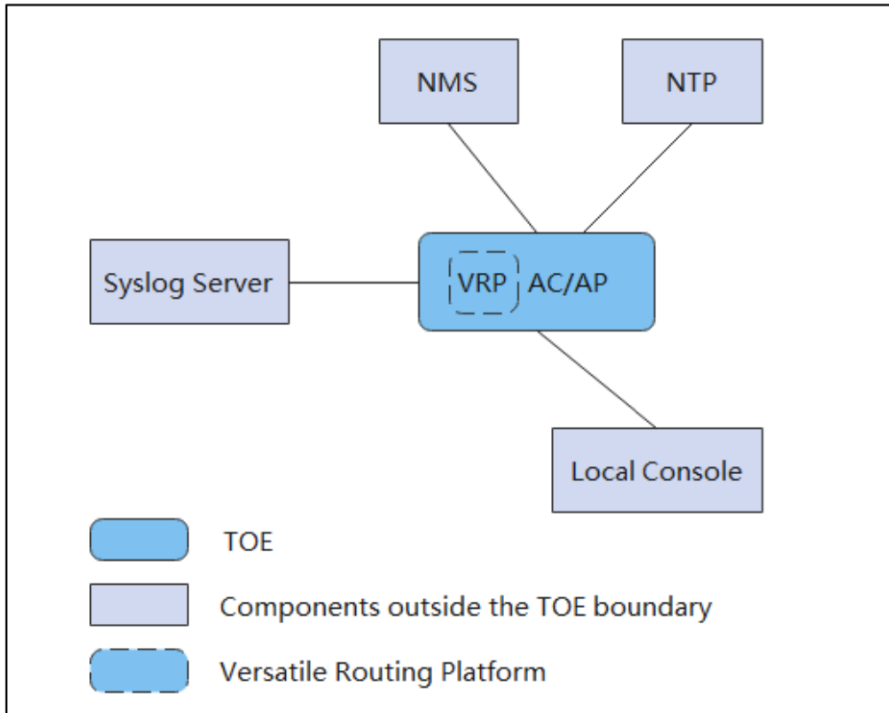 NMS
NTP
Syslog Server
VRP AC/AP
Local Console
TOE
Components outside the TOE boundary
Versatile Routing Platform